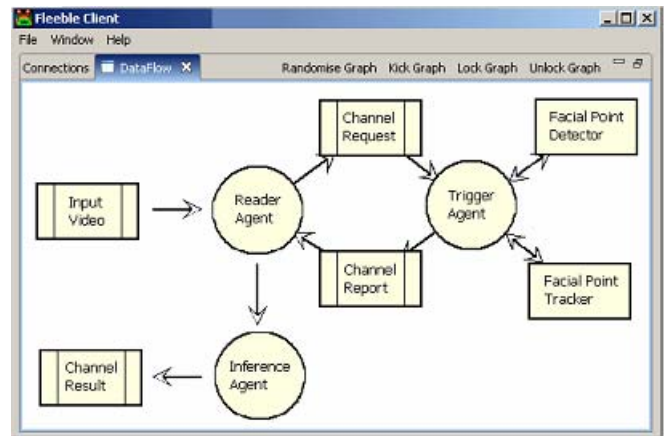 Fleeble Client
File Window Help
Connections DataFlow Randomise Graph Kick Graph Lock Graph Unlock Graph
Channel
Request
Facial Point
Detector
Input
Video
Reader
Agent
Trigger
Agent
Channel
Report
Facial Point
Tracker
Channel
Result
Inference
Agent